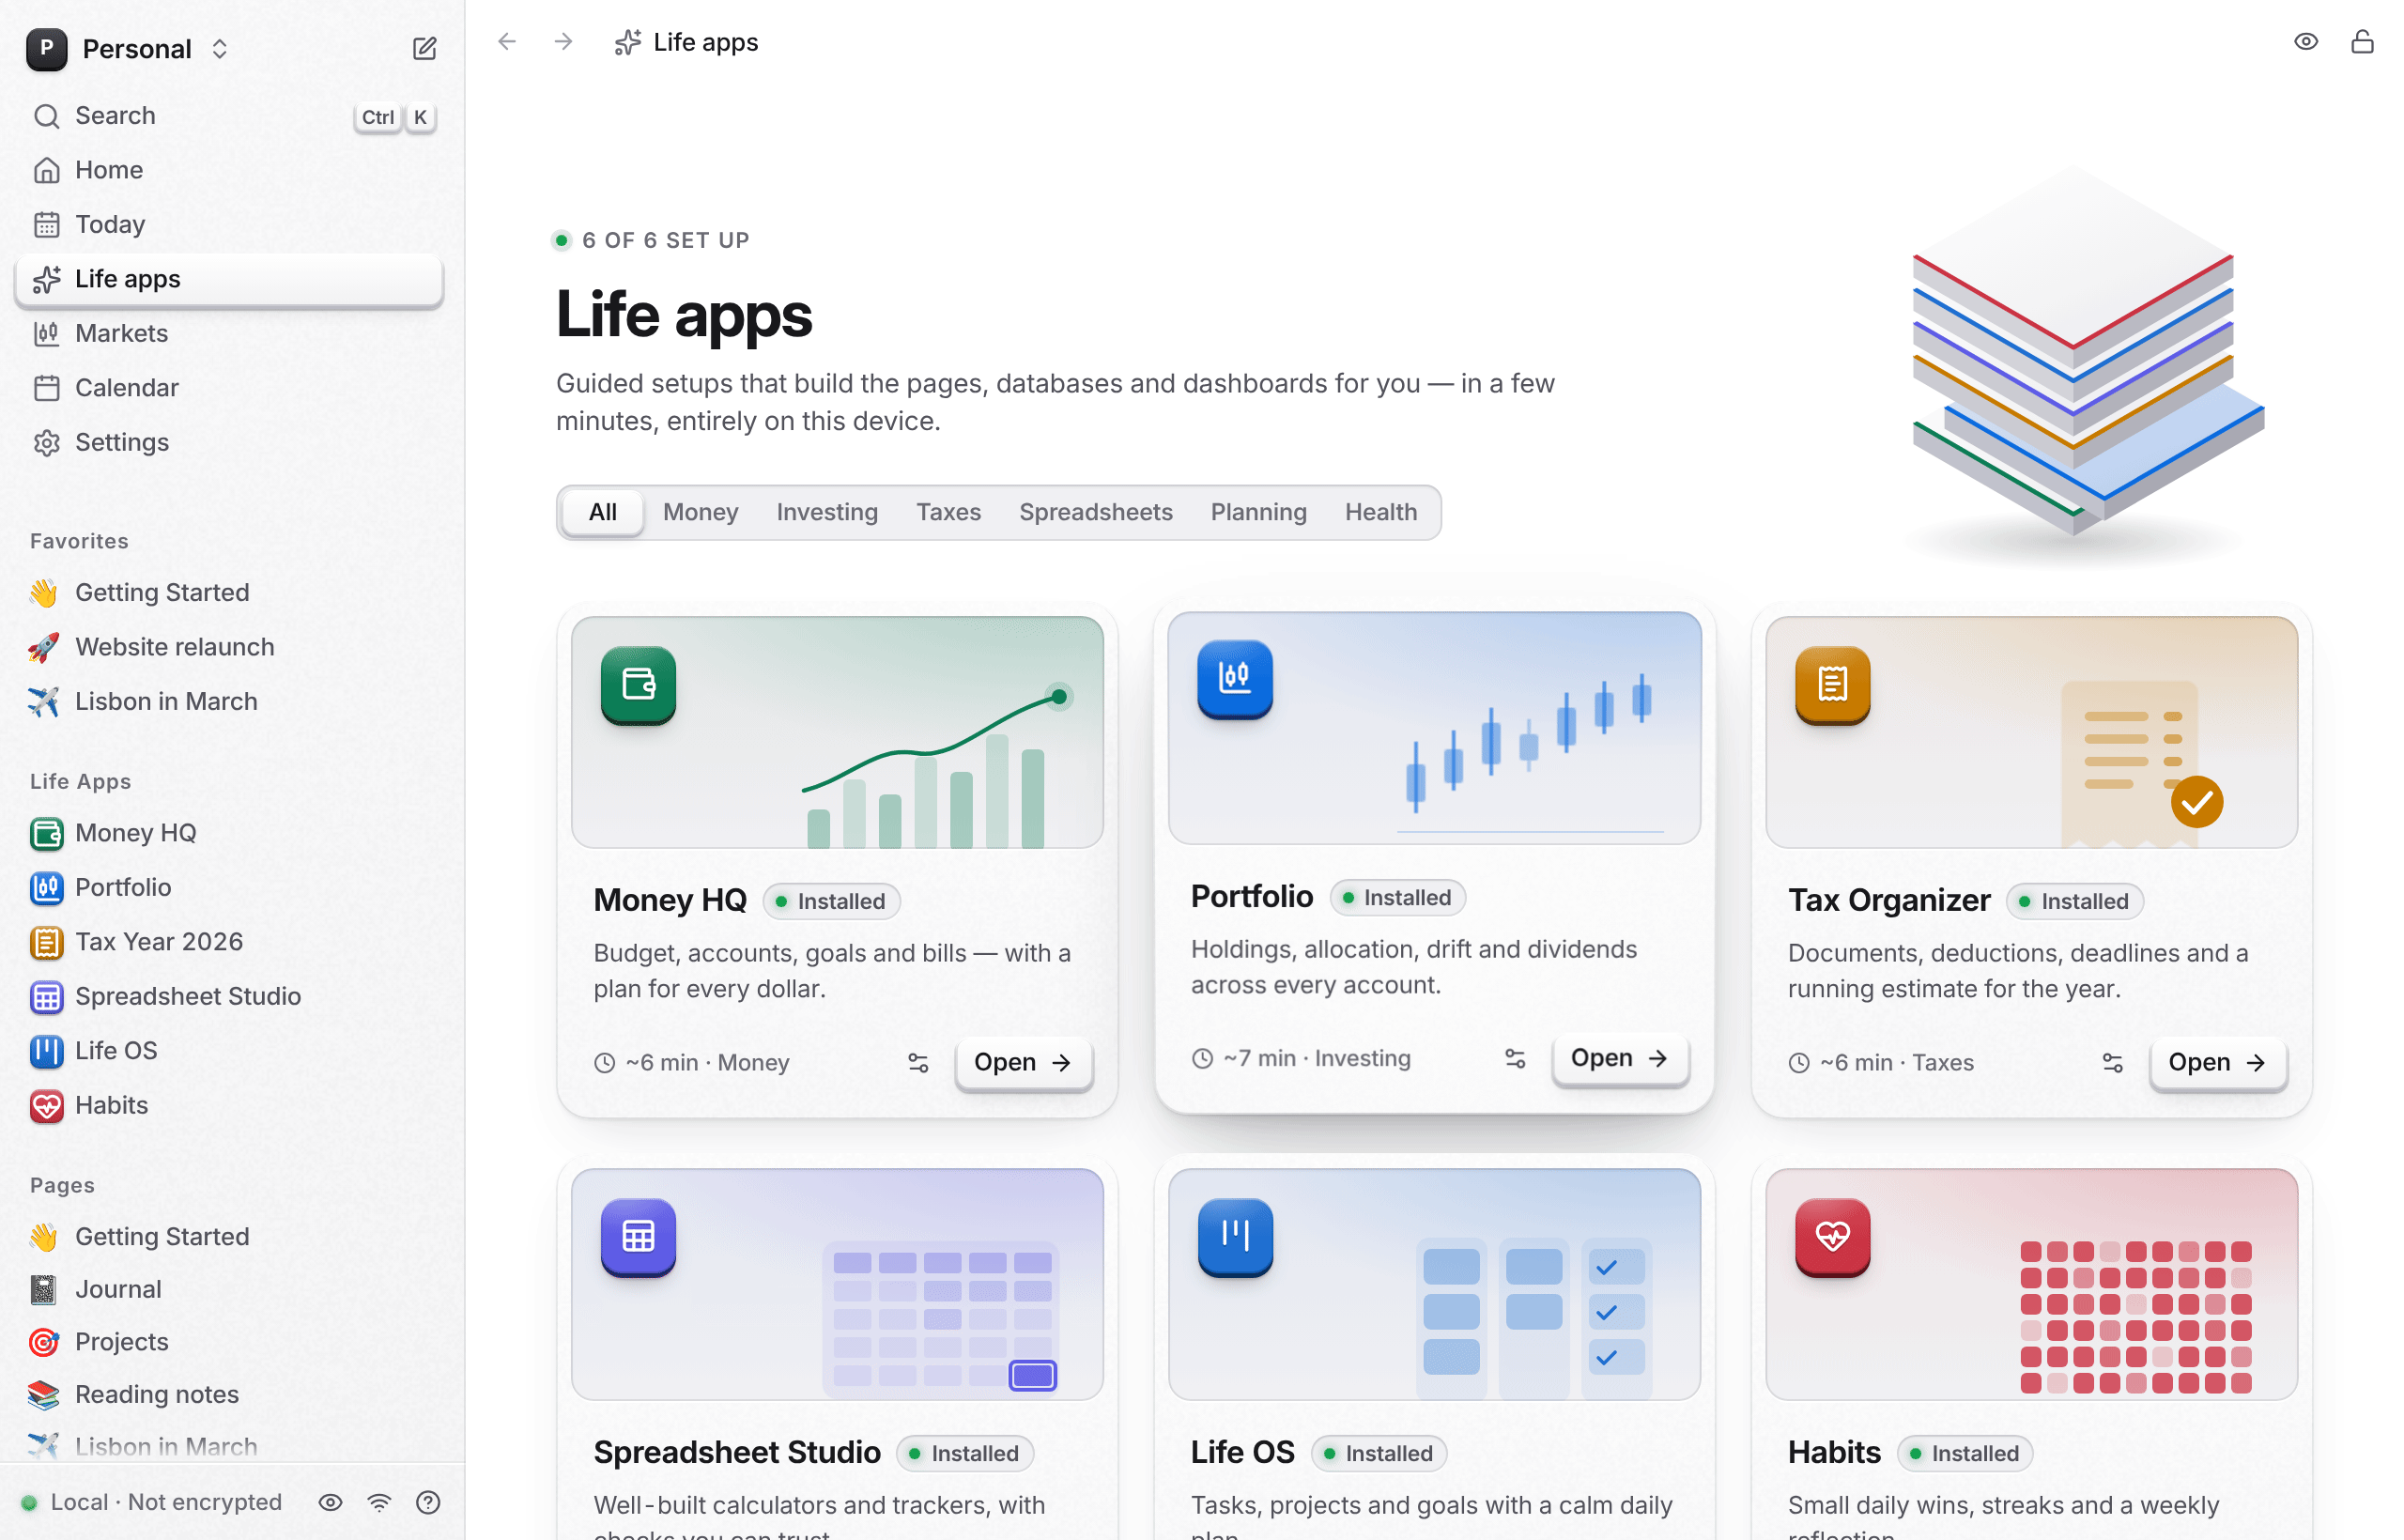 P Personal
Search Ctrl K
Home
Today
Life apps
Markets
Calendar
Settings
Favorites
Getting Started
Website relaunch
Lisbon in March
Life Apps
Money HQ
Portfolio
Tax Year 2026
Spreadsheet Studio
Life OS
Habits
Pages
Getting Started
Journal
Projects
Reading notes
Lisbon in March
Local · Not encrypted
Life apps
6 OF 6 SET UP
Life apps
Guided setups that build the pages, databases and dashboards for you — in a few
minutes, entirely on this device.
All Money Investing Taxes Spreadsheets Planning Health
Money HQ Installed
Budget, accounts, goals and bills — with a
plan for every dollar.
~6 min · Money Open
Portfolio Installed
Holdings, allocation, drift and dividends
across every account.
~7 min · Investing Open
Tax Organizer Installed
Documents, deductions, deadlines and a
running estimate for the year.
~6 min · Taxes Open
Spreadsheet Studio Installed
Well-built calculators and trackers, with
checks you can trust.
Life OS Installed
Tasks, projects and goals with a calm daily
plan.
Habits Installed
Small daily wins, streaks and a weekly
reflection.